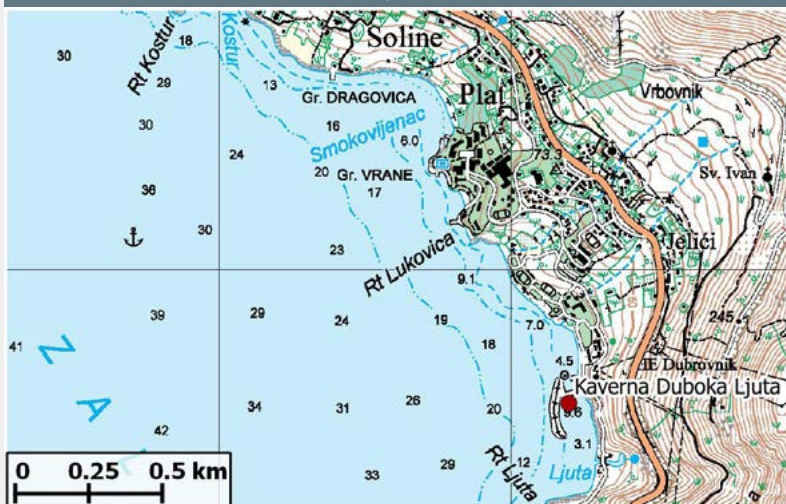 30
18
Rt Kostur
Kostur
Soline
29
13
Gr. DRAGOVICA
Plat
Vrbovnik
30
16
Smokovijenac
6.0
24
20
Gr. VRANE
17
73.3
Sv. Ivan
36
30
23
Rt Lukovica
Jelići
9.1
39
29
24
19
7.0
245
41
Z
18
4.5
HE Dubrovnik
Kaverna Duboka Ljuta
A
34
31
26
20
9.6
42
3.1
Rt Ljuta
12
Ljuta
29
33
0 0.25 0.5 km